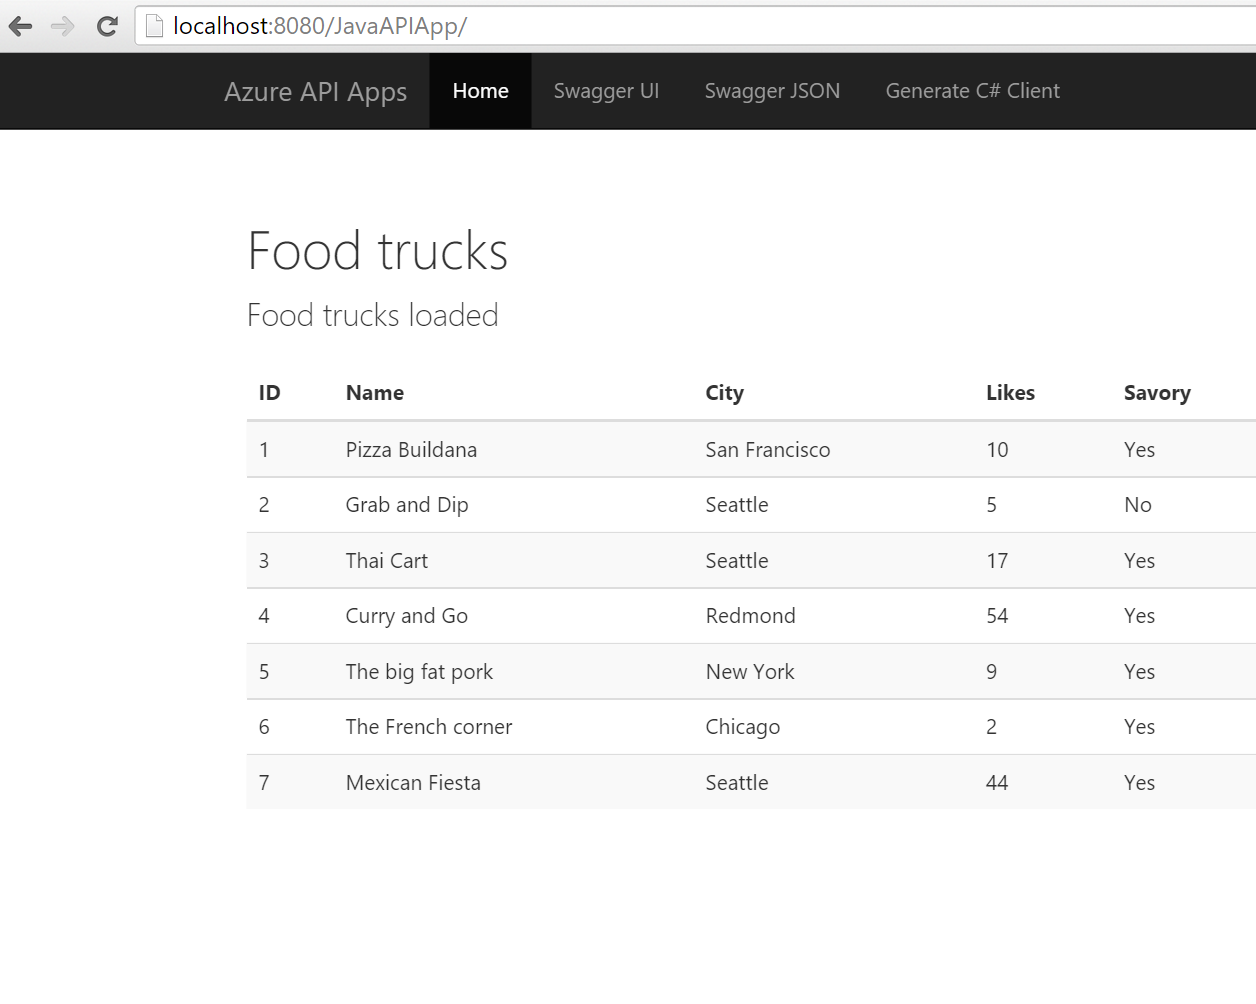 localhost:8080/JavaAPIApp/
Azure API Apps Home Swagger UI Swagger JSON Generate C# Client
Food trucks
Food trucks loaded
ID Name City Likes Savory
1 Pizza Buildana San Francisco 10 Yes
2 Grab and Dip Seattle 5 No
3 Thai Cart Seattle 17 Yes
4 Curry and Go Redmond 54 Yes
5 The big fat pork New York 9 Yes
6 The French corner Chicago 2 Yes
7 Mexican Fiesta Seattle 44 Yes